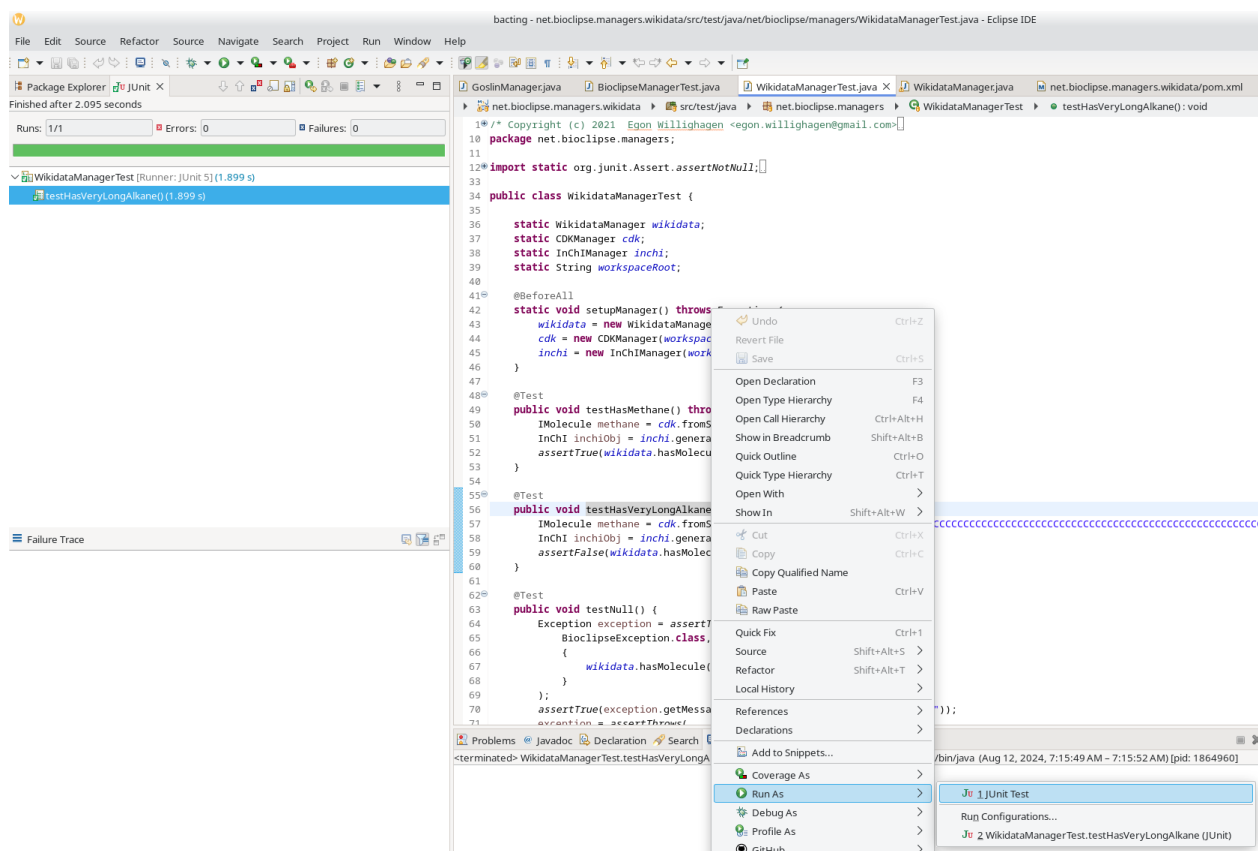 bacting - net.bioclipse.managers.wikidata/src/test/java/net/bioclipse/managers/WikidataManagerTest.java - Eclipse IDE
File Edit Source Refactor Source Navigate Search Project Run Window Help
Package Explorer JUnit
Finished after 2.095 seconds
Runs: 1/1 Errors: 0 Failures: 0
WikidataManagerTest [Runner: JUnit 5] (1.899 s)
testHasVeryLongAlkane() (1.899 s)
Failure Trace
GoslinManager.java BioclipseManagerTest.java WikidataManagerTest.java WikidataManager.java net.bioclipse.managers.wikidata/pom.xml
net.bioclipse.managers.wikidata src/test/java net.bioclipse.managers WikidataManagerTest testHasVeryLongAlkane() : void
1 /* Copyright (c) 2021 Egon Willighagen <egon.willighagen@gmail.com>
10 package net.bioclipse.managers;
11
12 import static org.junit.Assert.assertNotNull;
33
34 public class WikidataManagerTest {
35
36 static WikidataManager wikidata;
37 static CDKManager cdk;
38 static InChIManager inchi;
39 static String workspaceRoot;
40
41 @BeforeAll
42 static void setupManager() throws
43 wikidata = new WikidataManage
44 cdk = new CDKManager(workspac
45 inchi = new InChIManager(work
46 }
47
48 @Test
49 public void testHasMethane() thro
50 IMolecule methane = cdk.fromS
51 InChI inchiObj = inchi.genera
52 assertTrue(wikidata.hasMolecu
53 }
54
55 @Test
56 public void testHasVeryLongAlkane
57 IMolecule methane = cdk.fromS
58 InChI inchiObj = inchi.genera
59 assertFalse(wikidata.hasMolec
60 }
61
62 @Test
63 public void testNull() {
64 Exception exception = assertT
65 BioclipseException.class,
66 {
67 wikidata.hasMolecule(
68 }
69 );
70 assertTrue(exception.getMessa "));
71 exception = assertThrows(
Undo Ctrl+Z
Revert File
Save Ctrl+S
Open Declaration F3
Open Type Hierarchy F4
Open Call Hierarchy Ctrl+Alt+H
Show in Breadcrumb Shift+Alt+B
Quick Outline Ctrl+O
Quick Type Hierarchy Ctrl+T
Open With
Show In Shift+Alt+W
Cut Ctrl+X
Copy Ctrl+C
Copy Qualified Name
Paste Ctrl+V
Raw Paste
Quick Fix Ctrl+1
Source Shift+Alt+S
Refactor Shift+Alt+T
Local History
References
Declarations
Add to Snippets...
Coverage As
Run As
Debug As
Profile As
GitHub
1 JUnit Test
Run Configurations...
2 WikidataManagerTest.testHasVeryLongAlkane (JUnit)
Problems Javadoc Declaration Search
<terminated> WikidataManagerTest.testHasVeryLongA /bin/java (Aug 12, 2024, 7:15:49 AM – 7:15:52 AM) [pid: 1864960]